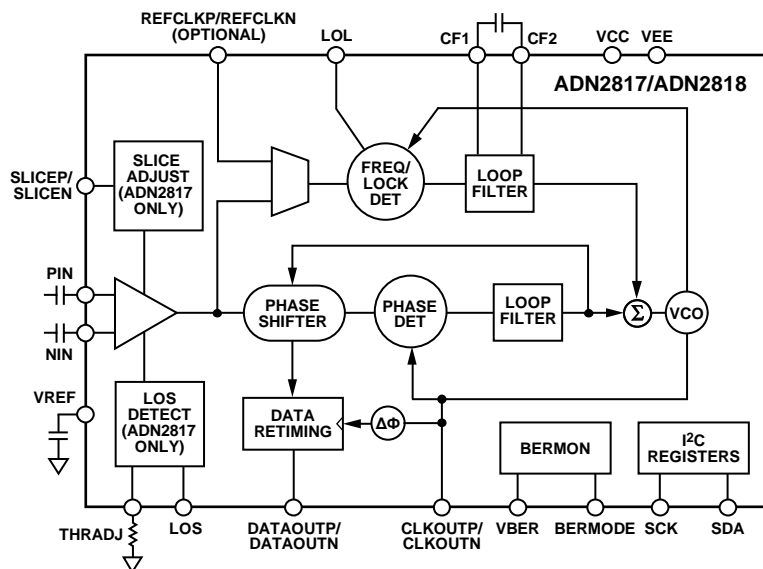 REFCLKP/REFCLKN
(OPTIONAL)
LOL
CF1
CF2
VCC
VEE
ADN2817/ADN2818
SLICEP/
SLICEN
SLICE
ADJUST
(ADN2817
ONLY)
FREQ/
LOCK
DET
LOOP
FILTER
PIN
NIN
PHASE
SHIFTER
PHASE
DET
LOOP
FILTER
Σ
VCO
VREF
LOS
DETECT
(ADN2817
ONLY)
DATA
RETIMING
ΔΦ
BERMON
I²C
REGISTERS
THRADJ
LOS
DATAOUTP/
DATAOUTN
CLKOUTP/
CLKOUTN
VBER
BERMODE
SCK
SDA